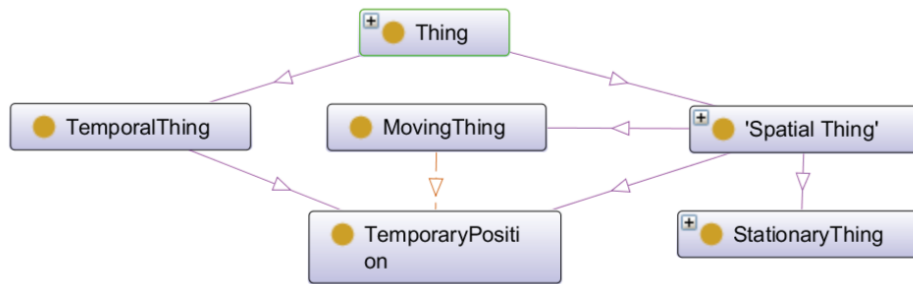 Thing
TemporalThing
MovingThing
'Spatial Thing'
TemporaryPositi
on
StationaryThing